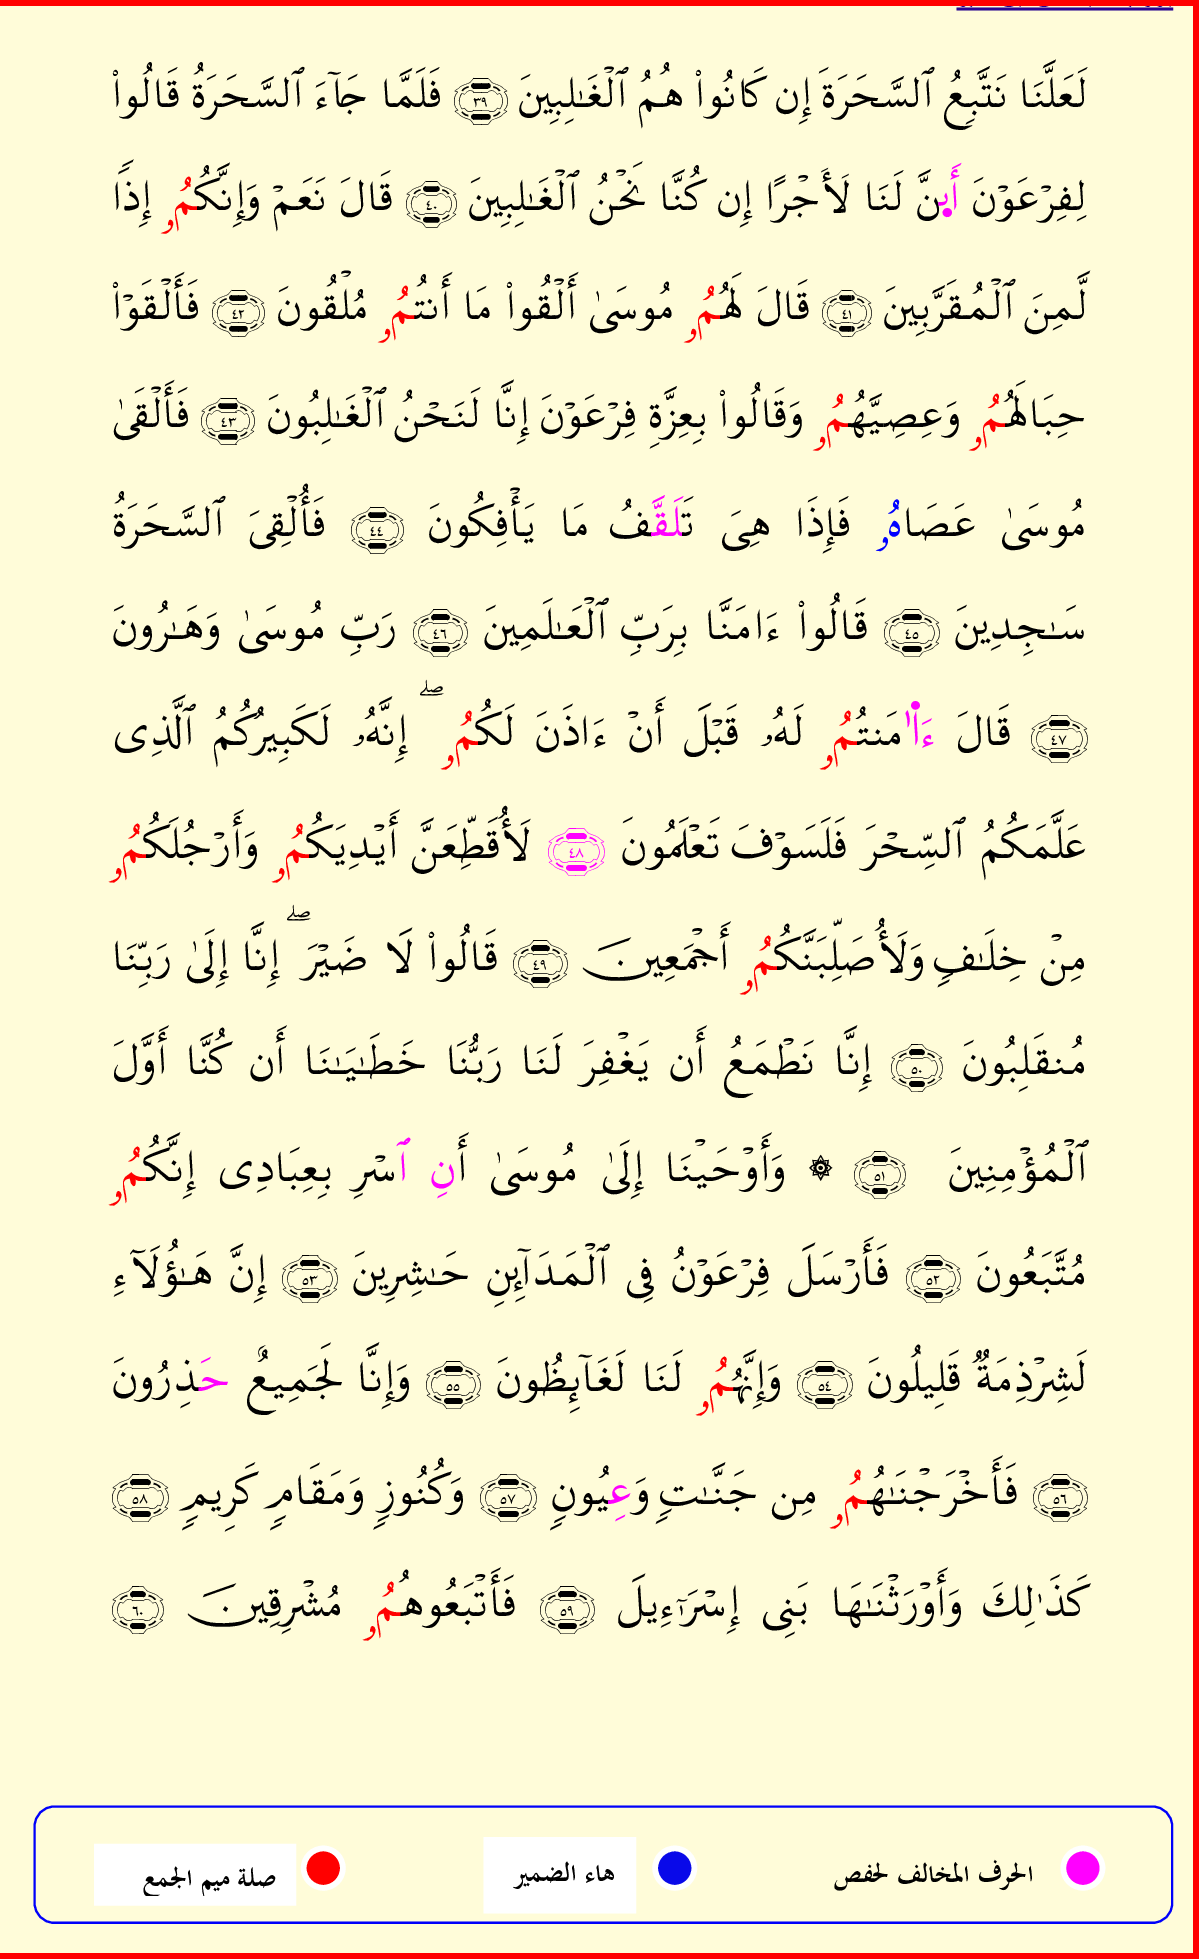 لَعَلَّنَا نَتَّبِعُ ٱلسَّحَرَةَ إِن كَانُوا۟ هُمُ ٱلْغَـٰلِبِينَ ٣٩ فَلَمَّا جَآءَ ٱلسَّحَرَةُ قَالُوا۟
لِفِرْعَوْنَ أَى۪نَّ لَنَا لَأَجْرًا إِن كُنَّا نَحْنُ ٱلْغَـٰلِبِينَ ٤٠ قَالَ نَعَمْ وَإِنَّكُمُۥ إِذًا
لَّمِنَ ٱلْمُقَرَّبِينَ ٤١ قَالَ لَهُمُۥ مُوسَىٰ أَلْقُوا۟ مَا أَنتُمُۥ مُلْقُونَ ٤٢ فَأَلْقَوْا۟
حِبَالَهُمُۥ وَعِصِيَّهُمُۥ وَقَالُوا۟ بِعِزَّةِ فِرْعَوْنَ إِنَّا لَنَحْنُ ٱلْغَـٰلِبُونَ ٤٣ فَأَلْقَىٰ
مُوسَىٰ عَصَاهُۥ فَإِذَا هِىَ تَلَقَّفُ مَا يَأْفِكُونَ ٤٤ فَأُلْقِىَ ٱلسَّحَرَةُ
سَـٰجِدِينَ ٤٥ قَالُوا۟ ءَامَنَّا بِرَبِّ ٱلْعَـٰلَمِينَ ٤٦ رَبِّ مُوسَىٰ وَهَـٰرُونَ
٤٧ قَالَ ءَاٰ۬مَنتُمُۥ لَهُۥ قَبْلَ أَنْ ءَاذَنَ لَكُمُۥ ۖ إِنَّهُۥ لَكَبِيرُكُمُ ٱلَّذِى
عَلَّمَكُمُ ٱلسِّحْرَ فَلَسَوْفَ تَعْلَمُونَ ٤٨ لَأُقَطِّعَنَّ أَيْدِيَكُمُۥ وَأَرْجُلَكُمُۥ
مِنْ خِلَـٰفٍ وَلَأُصَلِّبَنَّكُمُۥ أَجْمَعِينَ ٤٩ قَالُوا۟ لَا ضَيْرَ ۖ إِنَّا إِلَىٰ رَبِّنَا
مُنقَلِبُونَ ٥٠ إِنَّا نَطْمَعُ أَن يَغْفِرَ لَنَا رَبُّنَا خَطَـٰيَـٰنَا أَن كُنَّا أَوَّلَ
ٱلْمُؤْمِنِينَ ٥١ ۞ وَأَوْحَيْنَا إِلَىٰ مُوسَىٰ أَنِ ٱسْرِ بِعِبَادِى إِنَّكُمُۥ
مُتَّبَعُونَ ٥٢ فَأَرْسَلَ فِرْعَوْنُ فِى ٱلْمَدَآئِنِ حَـٰشِرِينَ ٥٣ إِنَّ هَـٰؤُلَآءِ
لَشِرْذِمَةٌ قَلِيلُونَ ٥٤ وَإِنَّهُمُۥ لَنَا لَغَآئِظُونَ ٥٥ وَإِنَّا لَجَمِيعٌ حَذِرُونَ
٥٦ فَأَخْرَجْنَـٰهُمُۥ مِن جَنَّـٰتٍ وَعِيُونٍ ٥٧ وَكُنُوزٍ وَمَقَامٍ كَرِيمٍ ٥٨
كَذَٰلِكَ وَأَوْرَثْنَـٰهَا بَنِى إِسْرَٰٓءِيلَ ٥٩ فَأَتْبَعُوهُمُۥ مُشْرِقِينَ ٦٠
الحرف المخالف لحفص هاء الضمير صلة ميم الجمع